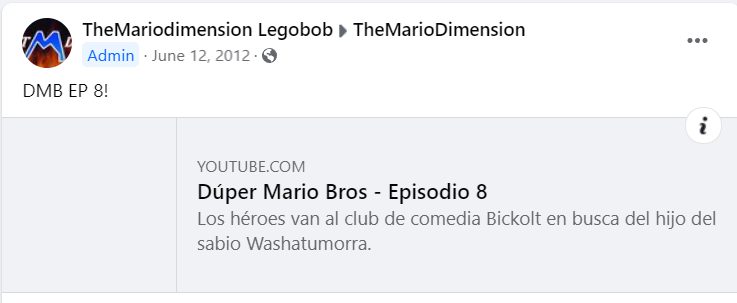 TheMariodimension Legobob ▸ TheMarioDimension
Admin · June 12, 2012 ·
DMB EP 8!
YOUTUBE.COM
Dúper Mario Bros - Episodio 8
Los héroes van al club de comedia Bickolt en busca del hijo del
sabio Washatumorra.